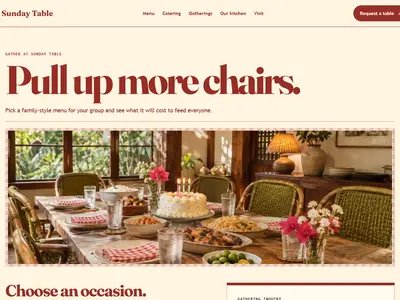 Sunday Table
Menu Catering Gatherings Our kitchen Visit
Request a table
GATHER AT SUNDAY TABLE
Pull up more chairs.
Pick a family-style menu for your group and see what it will cost to feed everyone.
Choose an occasion.
GATHERING INQUIRY